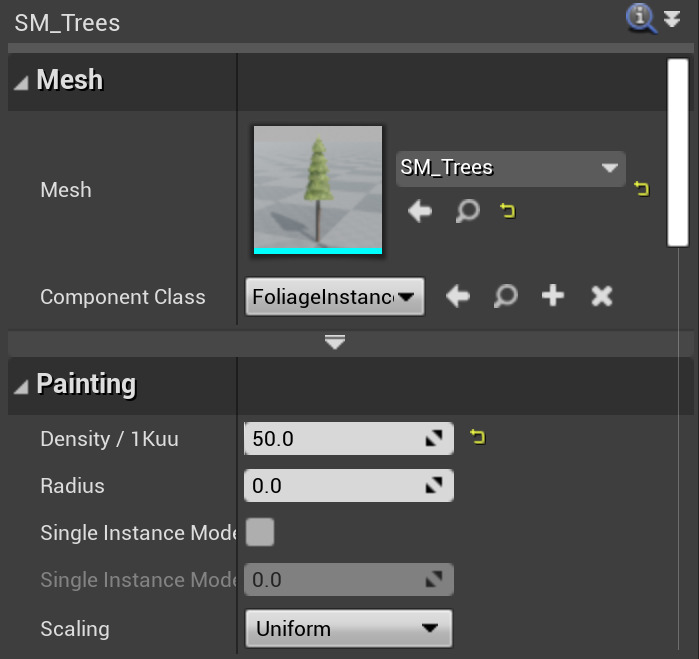 SM_Trees
Mesh
Mesh
SM_Trees
Component Class
FoliageInstanc
Painting
Density / 1Kuu
50.0
Radius
0.0
Single Instance Mode
Single Instance Mode
0.0
Scaling
Uniform